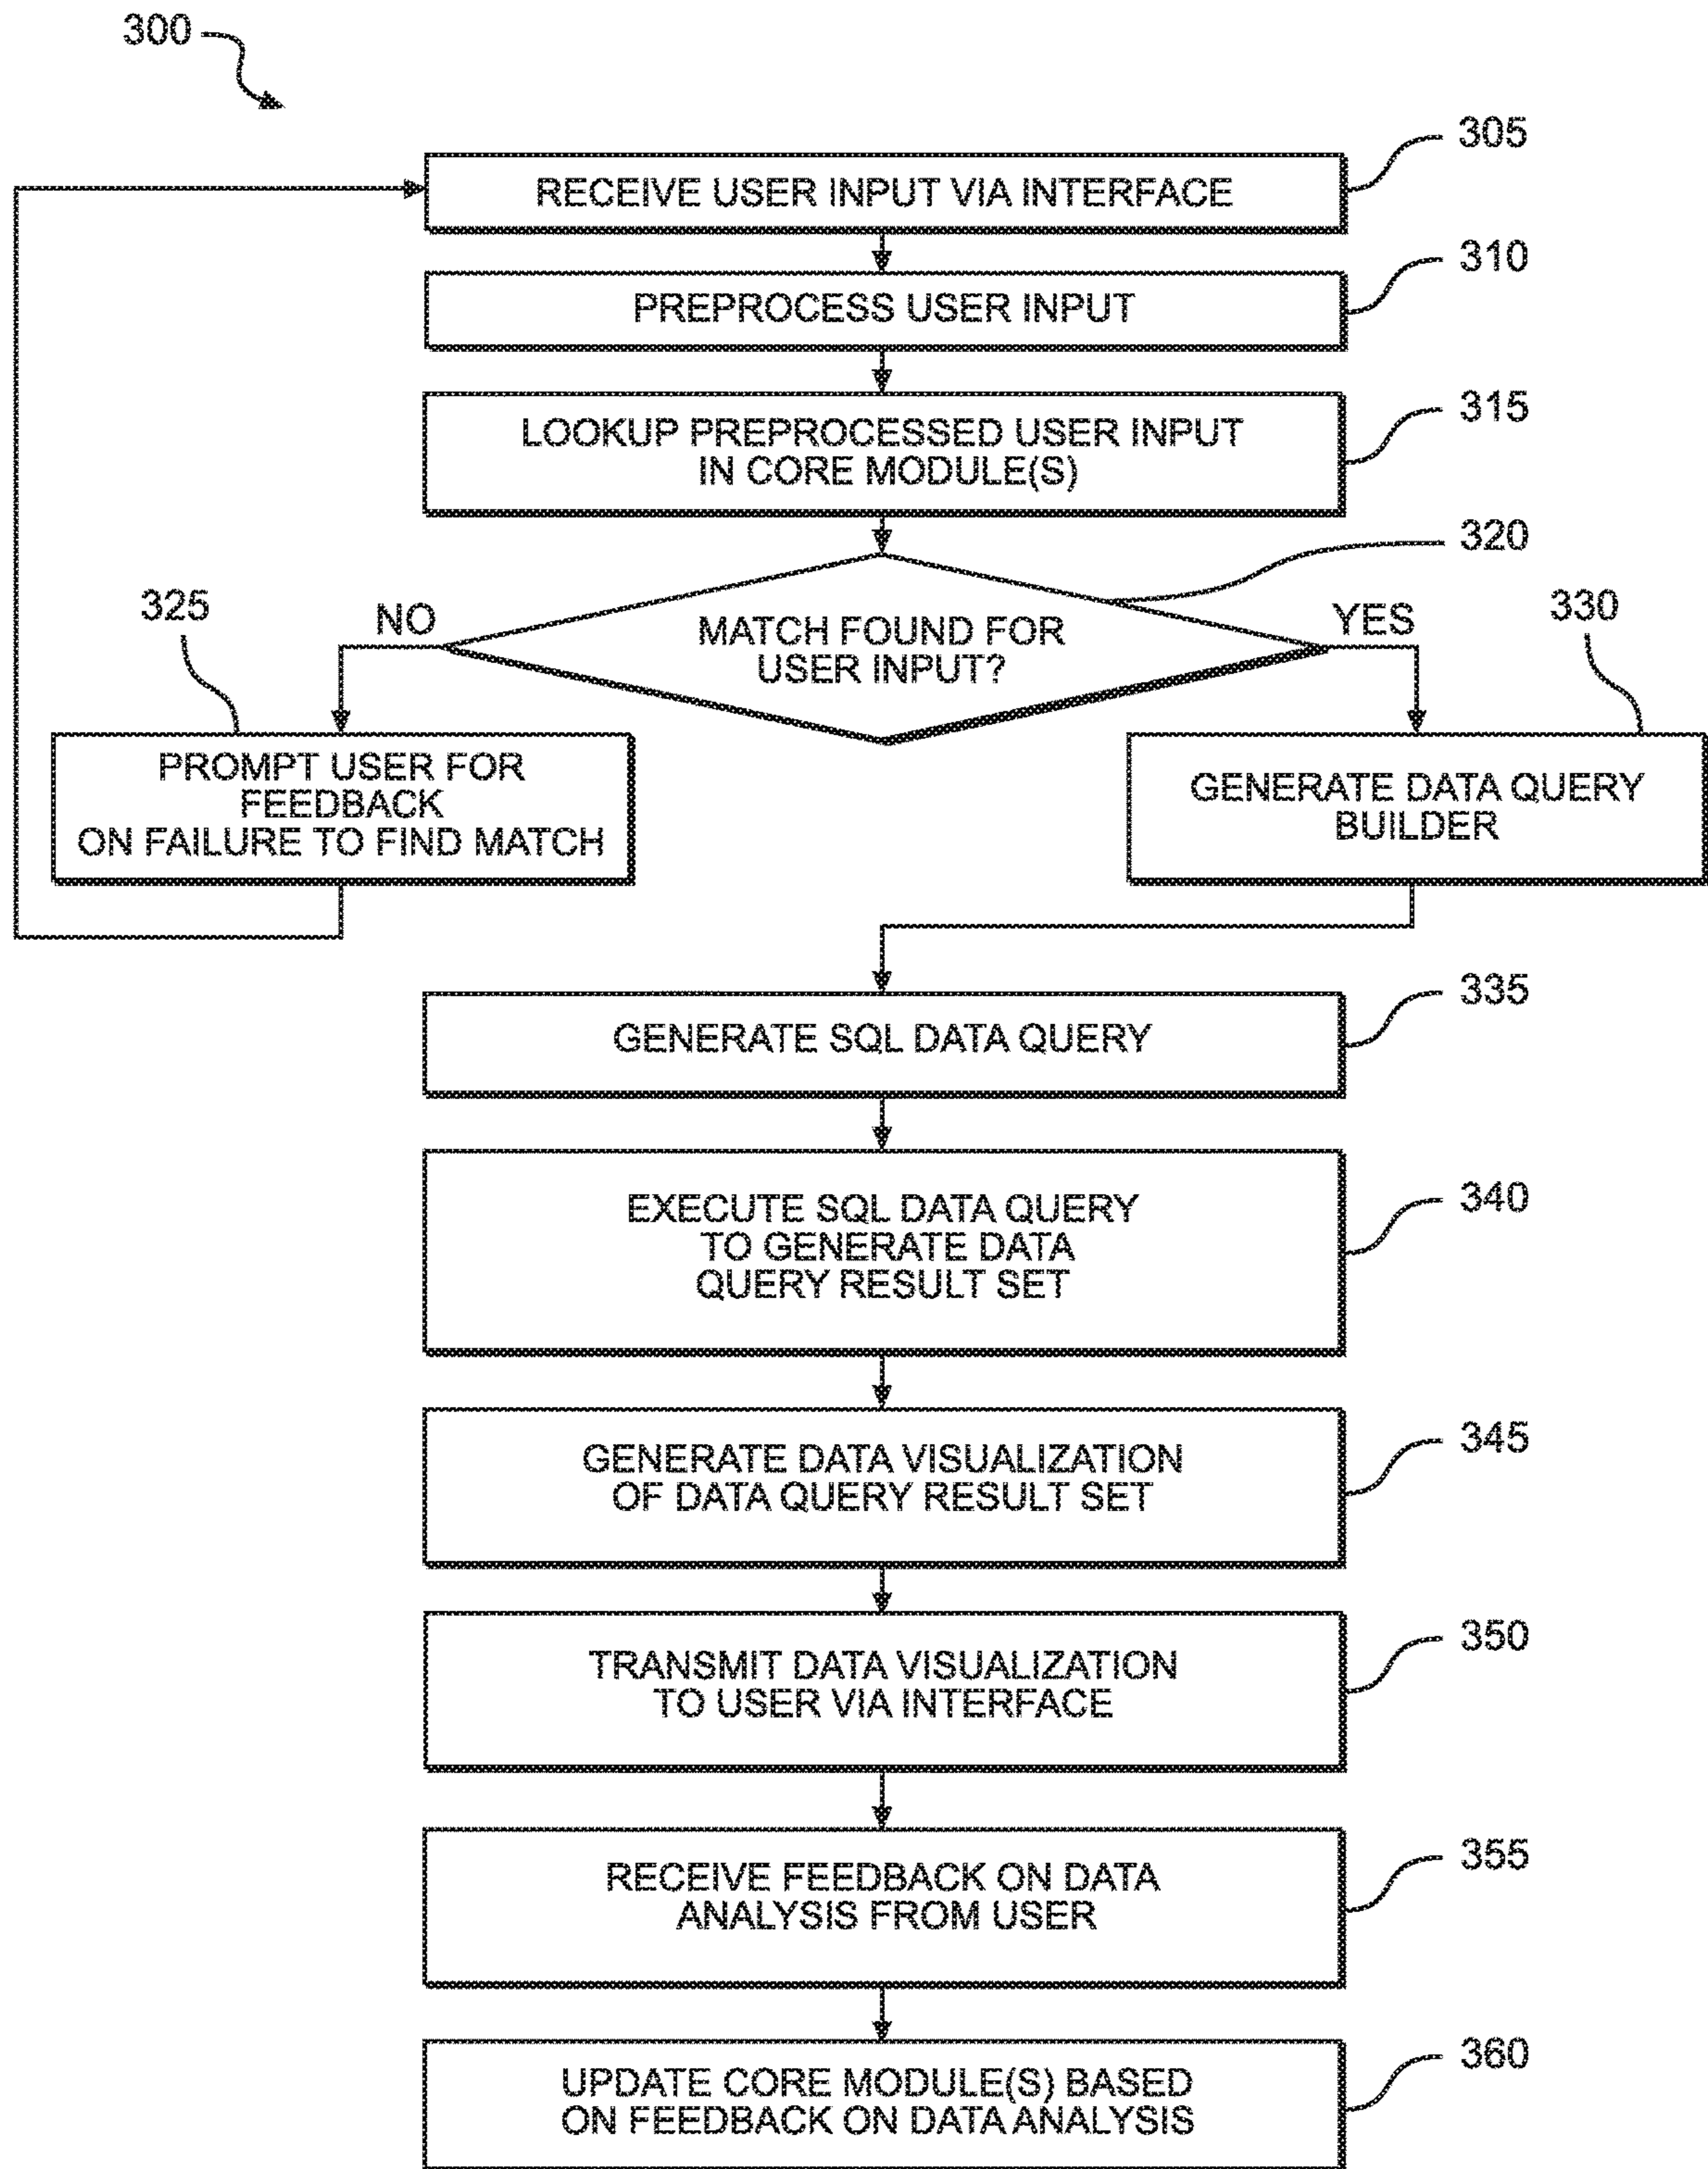 300
305
RECEIVE USER INPUT VIA INTERFACE
310
PREPROCESS USER INPUT
315
LOOKUP PREPROCESSED USER INPUT
IN CORE MODULE(S)
320
325
NO
MATCH FOUND FOR
USER INPUT?
YES
330
PROMPT USER FOR
FEEDBACK
ON FAILURE TO FIND MATCH
GENERATE DATA QUERY
BUILDER
335
GENERATE SQL DATA QUERY
340
EXECUTE SQL DATA QUERY
TO GENERATE DATA
QUERY RESULT SET
345
GENERATE DATA VISUALIZATION
OF DATA QUERY RESULT SET
350
TRANSMIT DATA VISUALIZATION
TO USER VIA INTERFACE
355
RECEIVE FEEDBACK ON DATA
ANALYSIS FROM USER
360
UPDATE CORE MODULE(S) BASED
ON FEEDBACK ON DATA ANALYSIS